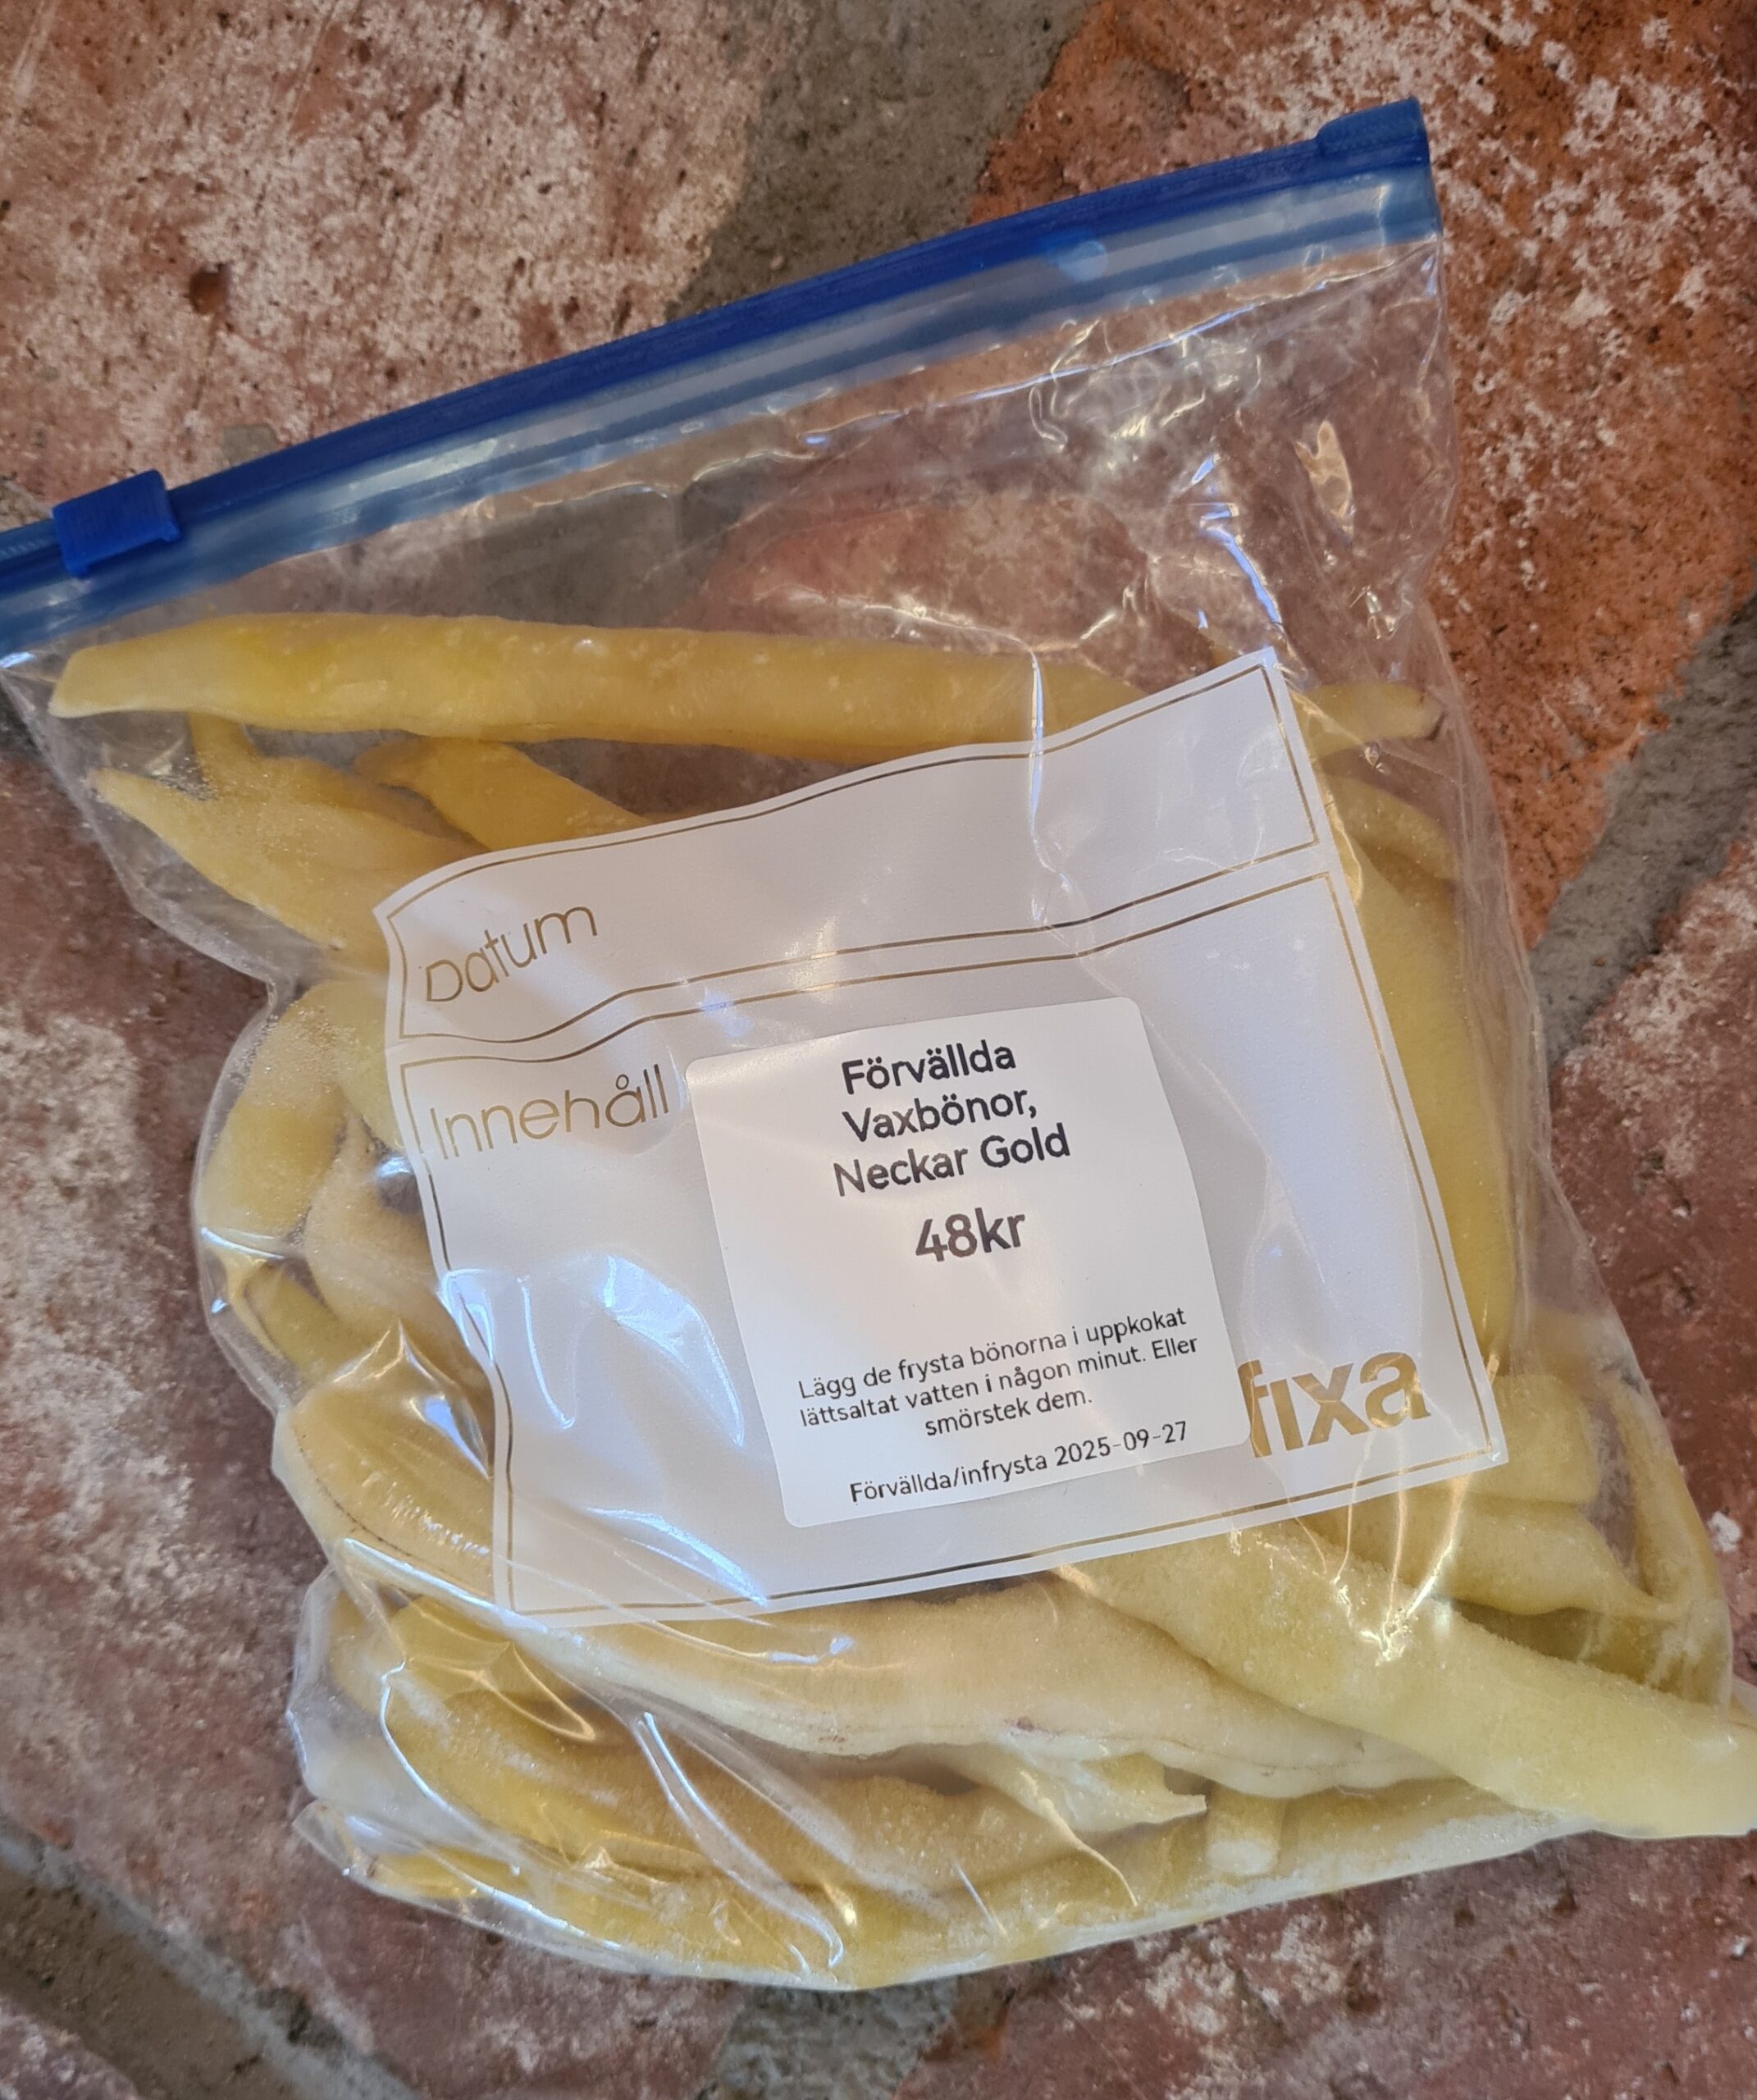 Datum
Innehåll
Förvällda
Vaxbönor,
Neckar Gold
48kr
Lägg de frysta bönorna i uppkokat
lättsaltat vatten i någon minut. Eller
smörstek dem.
Förvällda/infrysta 2025-09-27
fixa